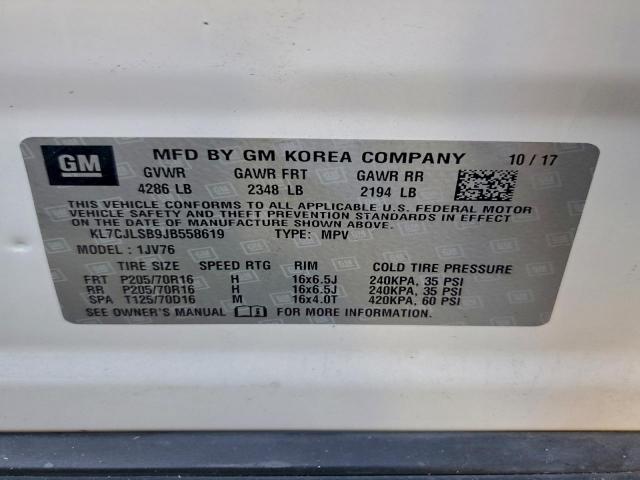 GM MFD BY GM KOREA COMPANY 10/17
GVWR GAWR FRT GAWR RR
4286 LB 2348 LB 2194 LB
THIS VEHICLE CONFORMS TO ALL APPLICABLE U.S. FEDERAL MOTOR
VEHICLE SAFETY AND THEFT PREVENTION STANDARDS IN EFFECT
ON THE DATE OF MANUFACTURE SHOWN ABOVE.
KL7CJLSB9JB558619 TYPE: MPV
MODEL : 1JV76
TIRE SIZE SPEED RTG RIM COLD TIRE PRESSURE
FRT P205/70R16 H 16x6.5J 240KPA, 35 PSI
RR P205/70R16 H 16x6.5J 240KPA, 35 PSI
SPA T125/70D16 M 16x4.0T 420KPA, 60 PSI
SEE OWNER'S MANUAL FOR MORE INFORMATION.